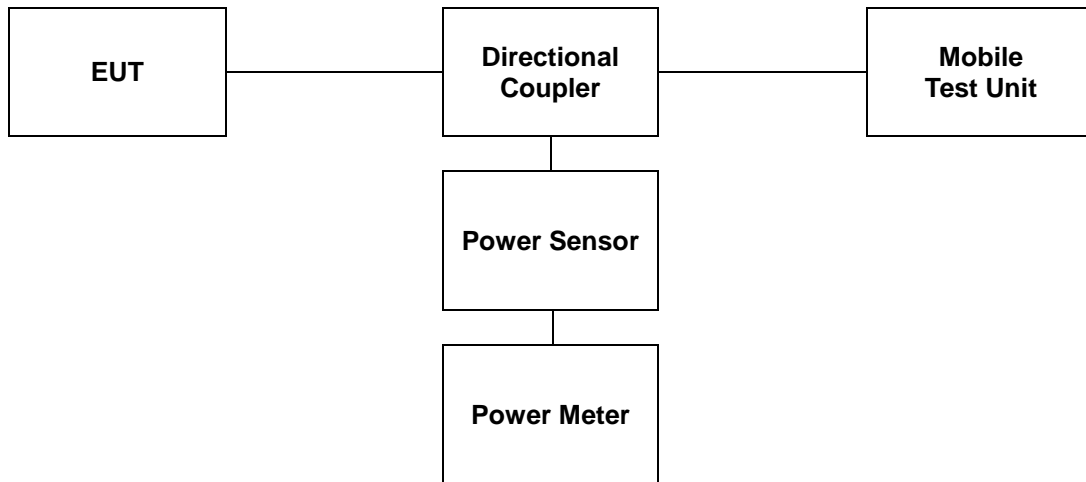 EUT
Directional
Coupler
Mobile
Test Unit
Power Sensor
Power Meter